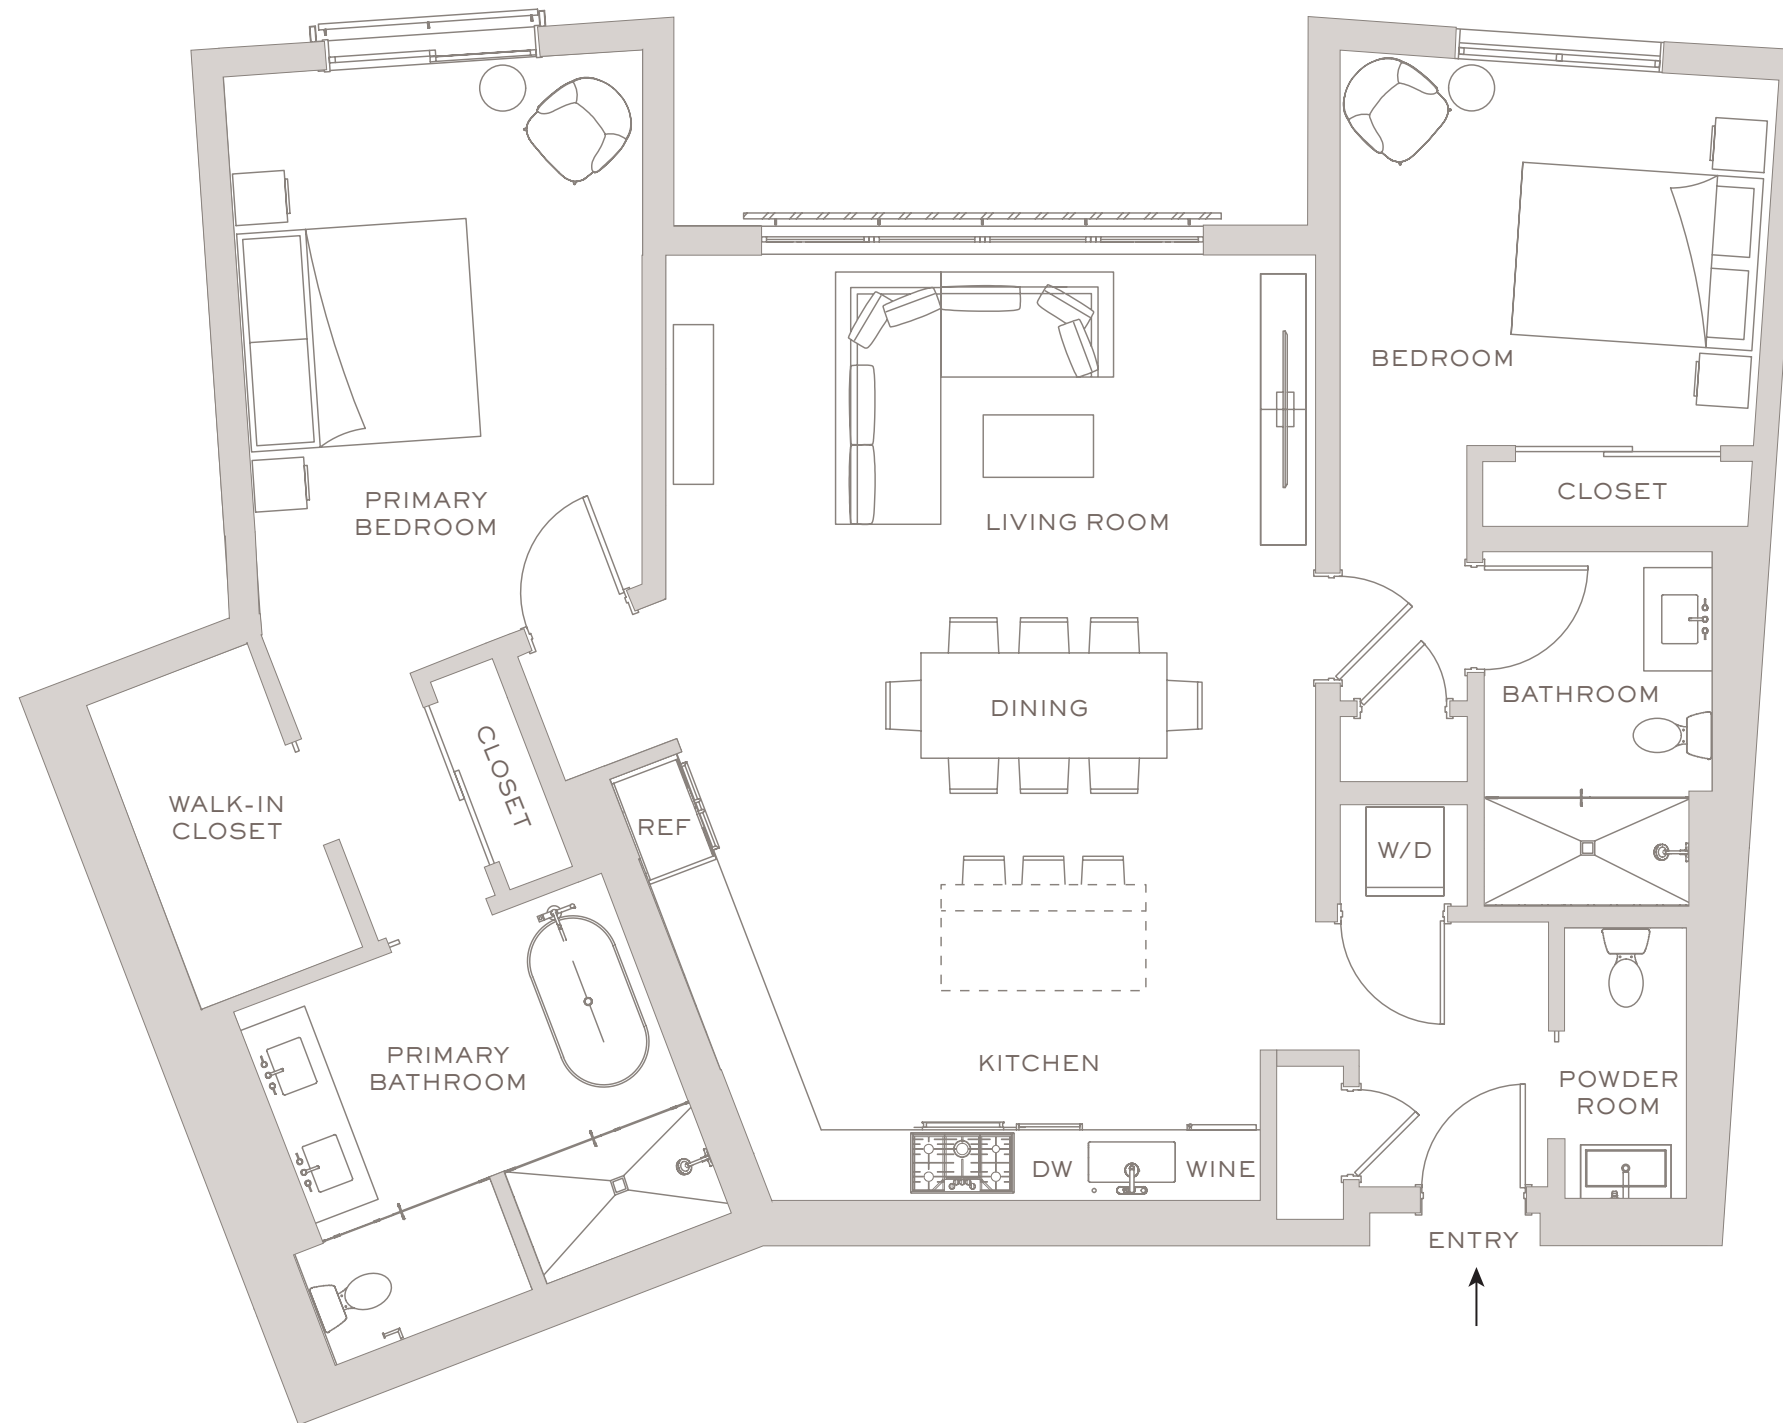 BEDROOM
PRIMARY
BEDROOM
CLOSET
LIVING ROOM
BATHROOM
DINING
CLOSET
WALK-IN
CLOSET
REF
W/D
PRIMARY
BATHROOM
KITCHEN
POWDER
ROOM
DW
WINE
ENTRY